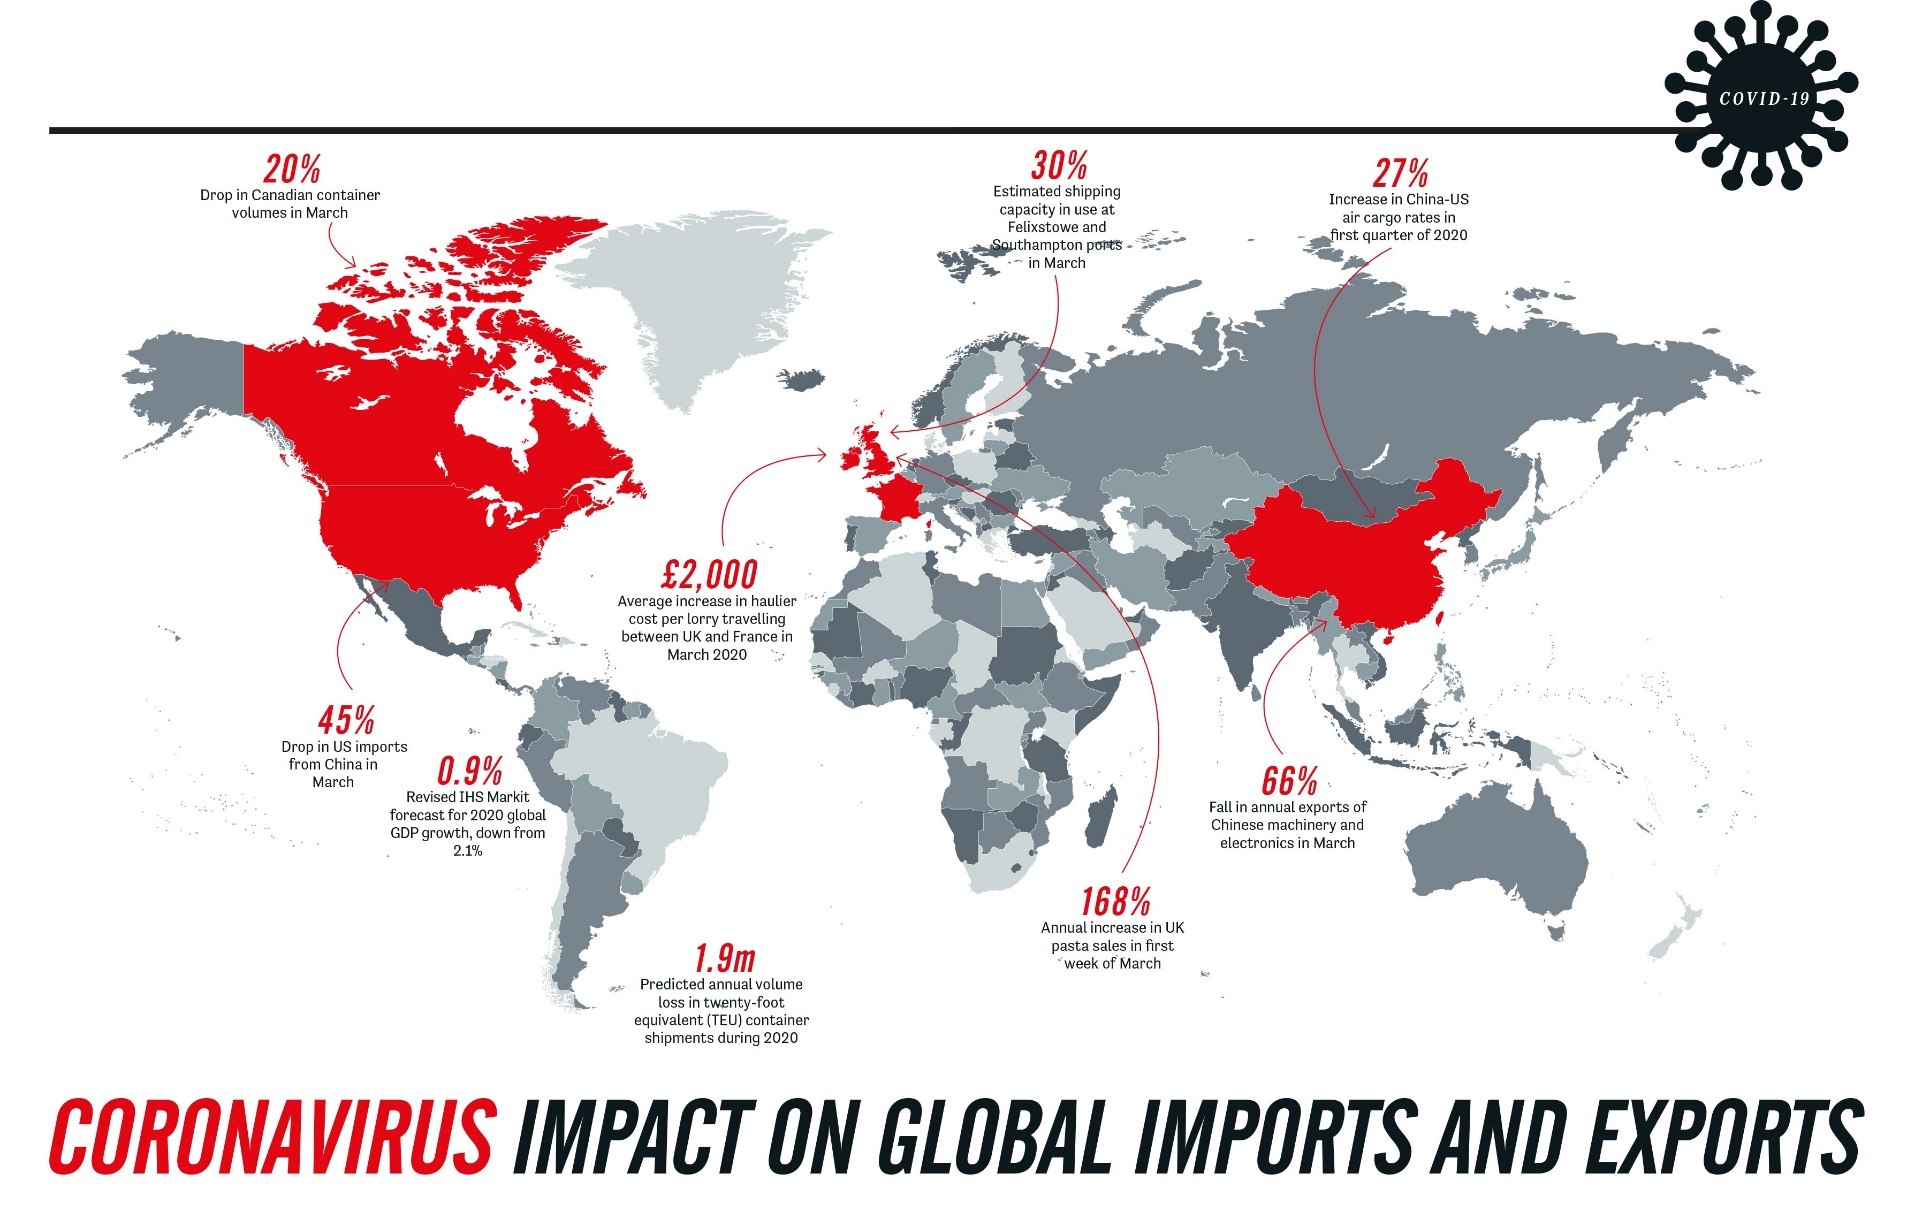 COVID-19
20%
Drop in Canadian container
volumes in March
30%
Estimated shipping
capacity in use at
Felixstowe and
Southampton ports
in March
27%
Increase in China-US
air cargo rates in
first quarter of 2020
£2,000
Average increase in haulier
cost per lorry travelling
between UK and France in
March 2020
45%
Drop in US imports
from China in
March
0.9%
Revised IHS Markit
forecast for 2020 global
GDP growth, down from
2.1%
66%
Fall in annual exports of
Chinese machinery and
electronics in March
168%
Annual increase in UK
pasta sales in first
week of March
1.9m
Predicted annual volume
loss in twenty-foot
equivalent (TEU) container
shipments during 2020
CORONAVIRUS IMPACT ON GLOBAL IMPORTS AND EXPORTS